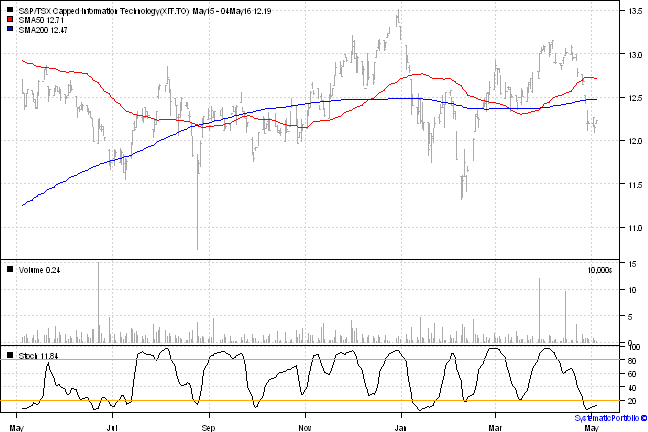 S&P/TSX Capped Information Technology(XIT.TO) May15 - 04May16 12.19
SMA50 12.71
SMA200 12.47
13.5
13.0
12.5
12.0
11.5
11.0
Volume 0.24
10,000s
15
10
5
0
Stoch 11.84
100
80
60
40
20
May Jul Sep Nov Jan Mar May
SystematicPortfolio ©